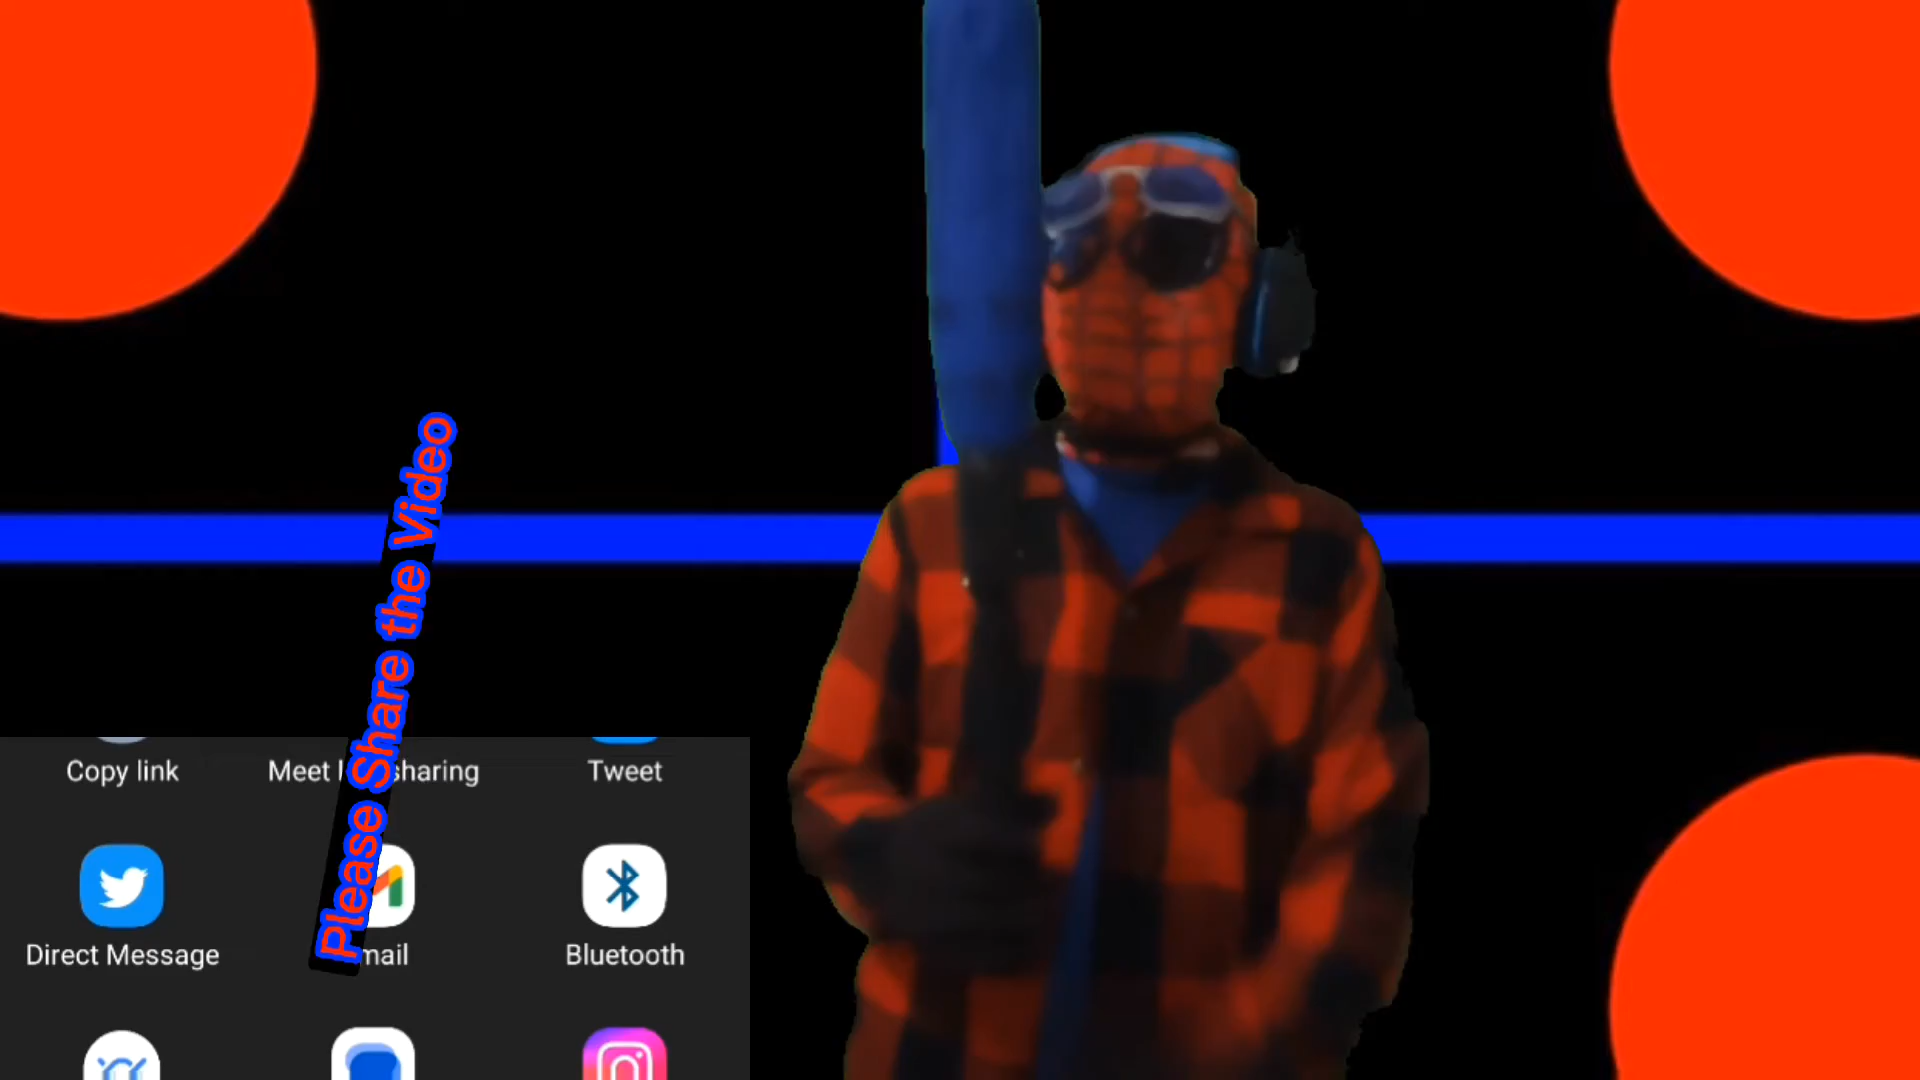 Please Share the Video
Copy link
Meet sharing
Tweet
Direct Message
mail
Bluetooth